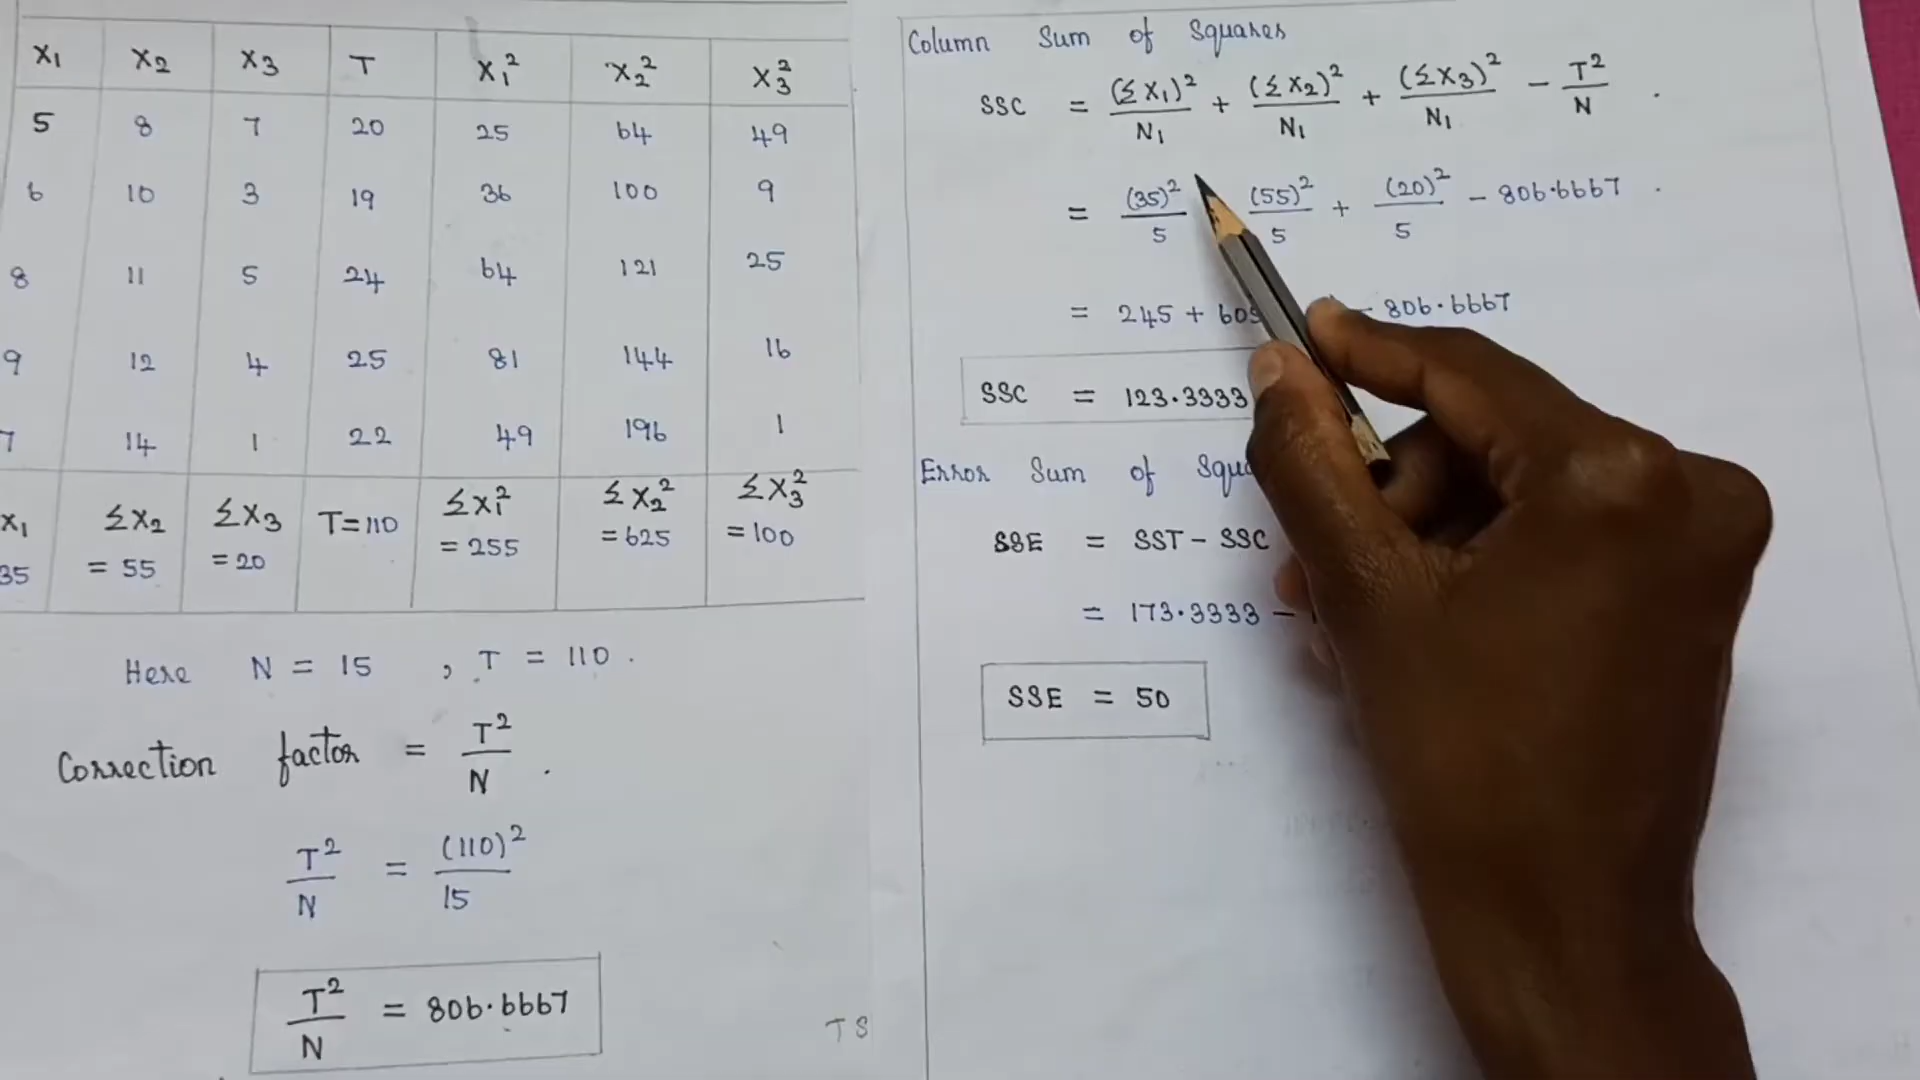 X₁ X₂ X₃ T X₁² X₂² X₃²
5 8 7 20 25 64 49
6 10 3 19 36 100 9
8 11 5 24 64 121 25
9 12 4 25 81 144 16
7 14 1 22 49 196 1
X₁ ΣX₂ ΣX₃ T=110 ΣX₁² ΣX₂² ΣX₃²
35 = 55 = 20 = 255 = 625 = 100
Here N = 15 , T = 110 .
Correction factor = T²/N .
T²/N = (110)²/15
T²/N = 806.6667
TS
Column Sum of Squares
SSC = (ΣX₁)²/N₁ + (ΣX₂)²/N₁ + (ΣX₃)²/N₁ - T²/N .
= (35)²/5 (55)²/5 + (20)²/5 - 806.6667 .
= 245 + 605 - 806.6667
SSC = 123.3333
Error Sum of
SSE = SST - SSC
= 173.3333 -
SSE = 50